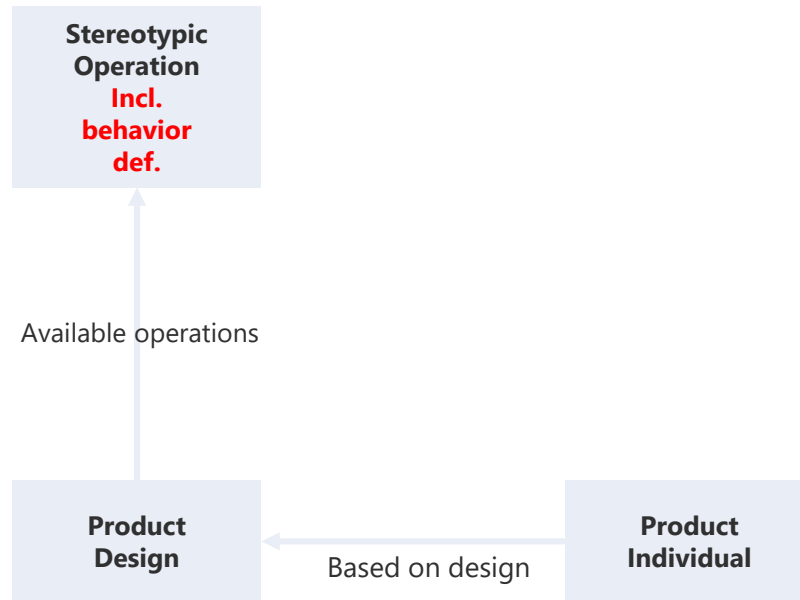 Stereotypic
Operation
Incl.
behavior
def.
Available operations
Product
Design
Based on design
Product
Individual